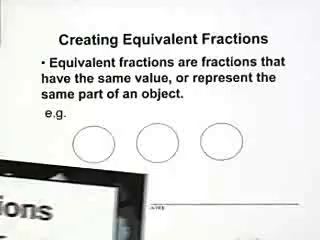 Creating Equivalent Fractions
• Equivalent fractions are fractions that
have the same value, or represent the
same part of an object.
e.g.
ions